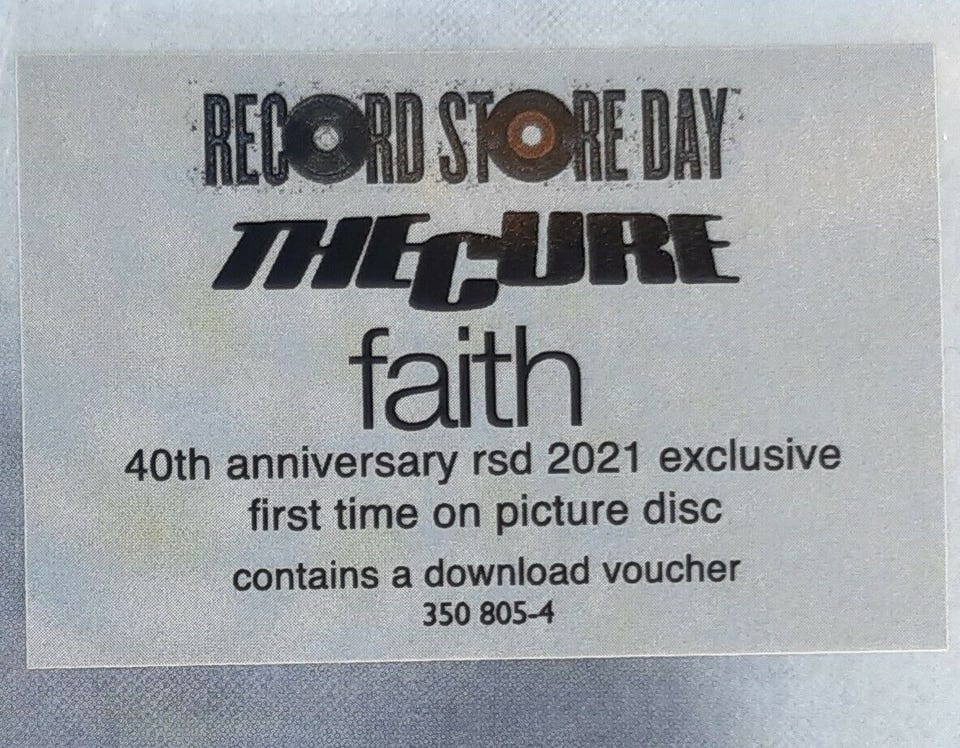 RECORD STORE DAY™
THE CURE
faith
40th anniversary rsd 2021 exclusive
first time on picture disc
contains a download voucher
350 805-4